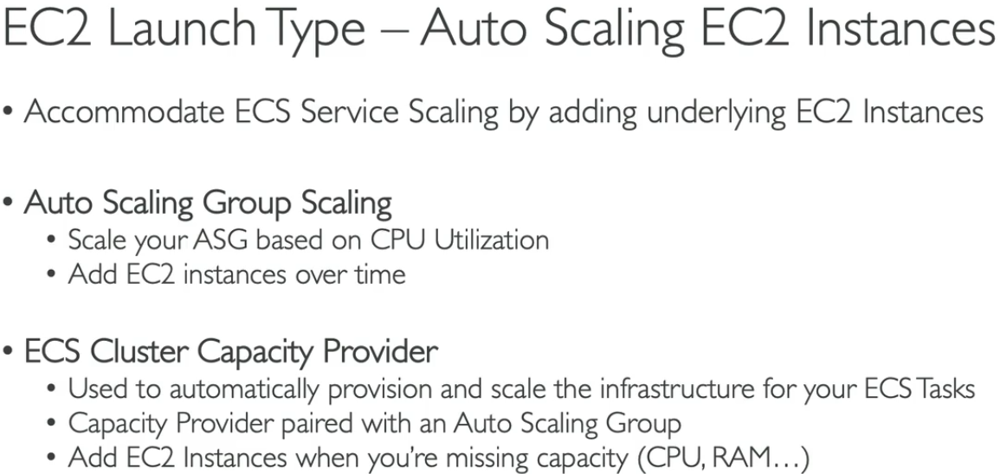 EC2 Launch Type – Auto Scaling EC2 Instances
• Accommodate ECS Service Scaling by adding underlying EC2 Instances
• Auto Scaling Group Scaling
• Scale your ASG based on CPU Utilization
• Add EC2 instances over time
• ECS Cluster Capacity Provider
• Used to automatically provision and scale the infrastructure for your ECS Tasks
• Capacity Provider paired with an Auto Scaling Group
• Add EC2 Instances when you're missing capacity (CPU, RAM…)